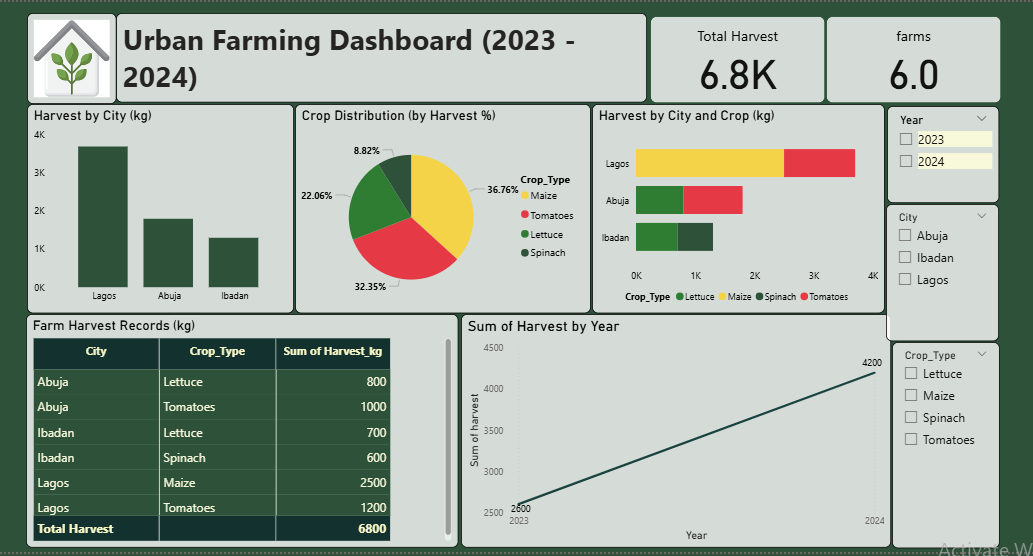 Urban Farming Dashboard (2023 -
2024)
Total Harvest
6.8K
farms
6.0
Harvest by City (kg)
4K
3K
2K
1K
0K
Lagos
Abuja
Ibadan
Crop Distribution (by Harvest %)
8.82%
22.06%
36.76%
32.35%
Crop_Type
Maize
Tomatoes
Lettuce
Spinach
Harvest by City and Crop (kg)
Lagos
Abuja
Ibadan
0K
1K
2K
3K
4K
Crop_Type
Lettuce
Maize
Spinach
Tomatoes
Year
2023
2024
City
Abuja
Ibadan
Lagos
Farm Harvest Records (kg)
City Crop_Type Sum of Harvest_kg
Abuja Lettuce 800
Abuja Tomatoes 1000
Ibadan Lettuce 700
Ibadan Spinach 600
Lagos Maize 2500
Lagos Tomatoes 1200
Total Harvest 6800
Sum of Harvest by Year
Sum of harvest
4500
4000
3500
3000
2500
2600
4200
2023
2024
Year
Crop_Type
Lettuce
Maize
Spinach
Tomatoes
Activate W